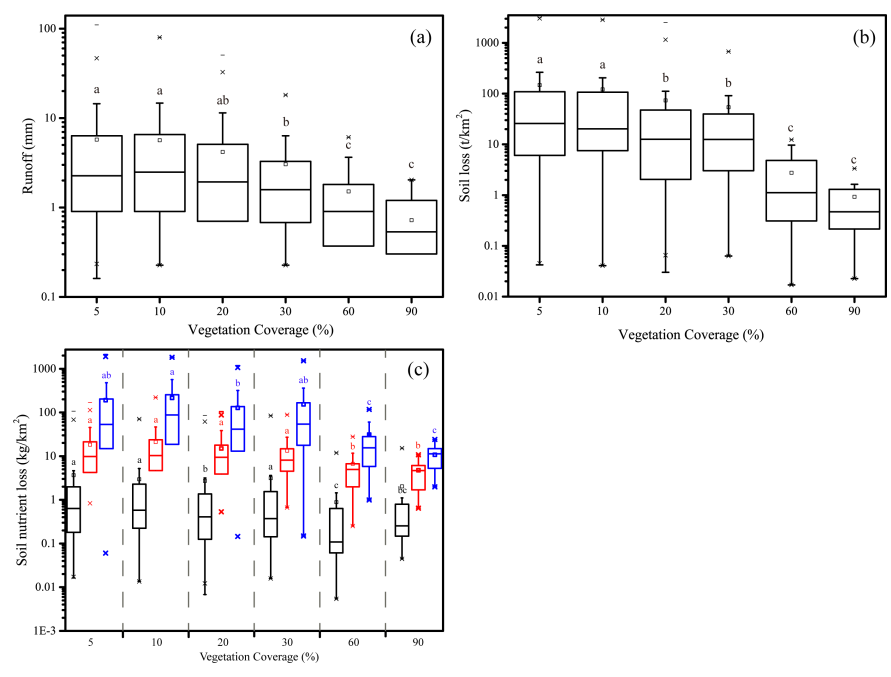 (a)
Runoff (mm)
100
10
1
0.1
a
a
ab
b
c
c
5
10
20
30
60
90
Vegetation Coverage (%)
(b)
Soil loss (t/km²)
1000
100
10
1
0.1
0.01
a
a
b
b
c
c
5
10
20
30
60
90
Vegetation Coverage (%)
(c)
Soil nutrient loss (kg/km²)
1000
100
10
1
0.1
0.01
1E-3
a
a
ab
a
a
a
b
a
b
a
a
ab
c
b
c
bc
b
c
5
10
20
30
60
90
Vegetation Coverage (%)